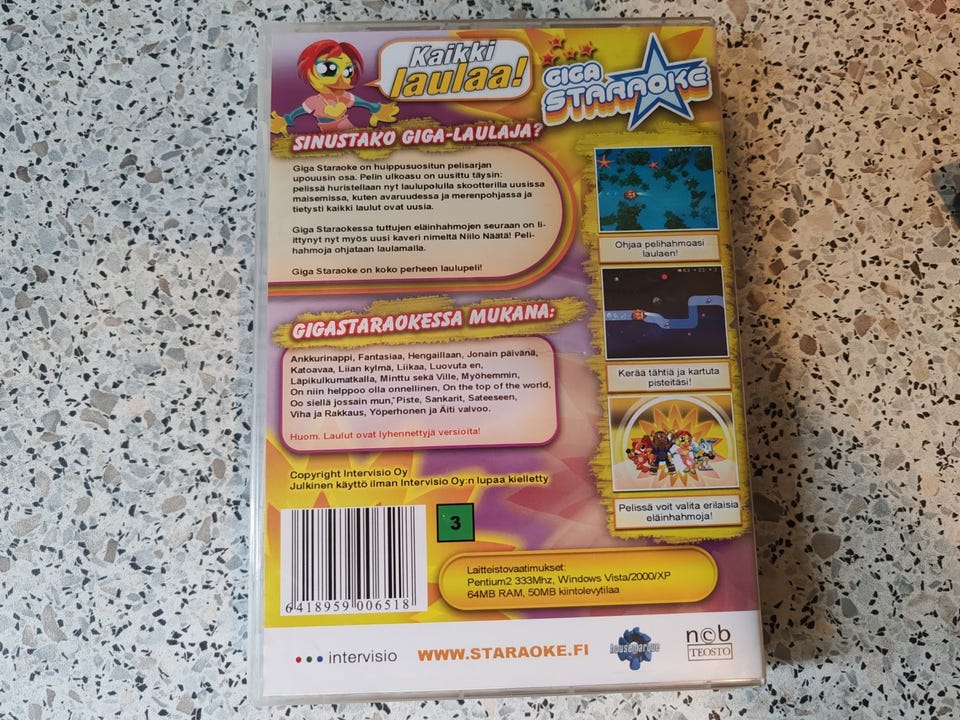 Kaikki
laulaa!
GIGA
STARAOKE
SINUSTAKO GIGA-LAULAJA?
Giga Staraoke on huippusuositun pelisarjan
upouusin osa. Pelin ulkoasu on uusittu täysin:
pelissä huristellaan nyt laulupolulla skootterilla uusissa
maisemissa, kuten avaruudessa ja merenpohjassa ja
tietysti kaikki laulut ovat uusia.
Giga Staraokessa tuttujen eläinhahmojen seuraan on li-
ittynyt nyt myös uusi kaveri nimeltä Niilo Näätä! Peli-
hahmoja ohjataan laulamalla.
Giga Staraoke on koko perheen laulupeli!
Ohjaa pelihahmoasi
laulaen!
Kerää tähtiä ja kartuta
pisteitäsi!
Pelissä voit valita erilaisia
eläinhahmoja!
GIGASTARAOKESSA MUKANA:
Ankkurinappi, Fantasiaa, Hengaillaan, Jonain päivänä,
Katoavaa, Liian kylmä, Liikaa, Luovuta en,
Läpikulkumatkalla, Minttu sekä Ville, Myöhemmin,
On niin helppoo olla onnellinen, On the top of the world,
Oo siellä jossain mun, Piste, Sankarit, Sateeseen,
Viha ja Rakkaus, Yöperhonen ja Äiti valvoo.
Huom. Laulut ovat lyhennettyjä versioita!
Copyright Intervisio Oy
Julkinen käyttö ilman Intervisio Oy:n lupaa kielletty
3
6418959 006518
Laitteistovaatimukset:
Pentium2 333Mhz, Windows Vista/2000/XP
64MB RAM, 50MB kiintolevytilaa
intervisio
WWW.STARAOKE.FI
housemarque
ncb
TEOSTO